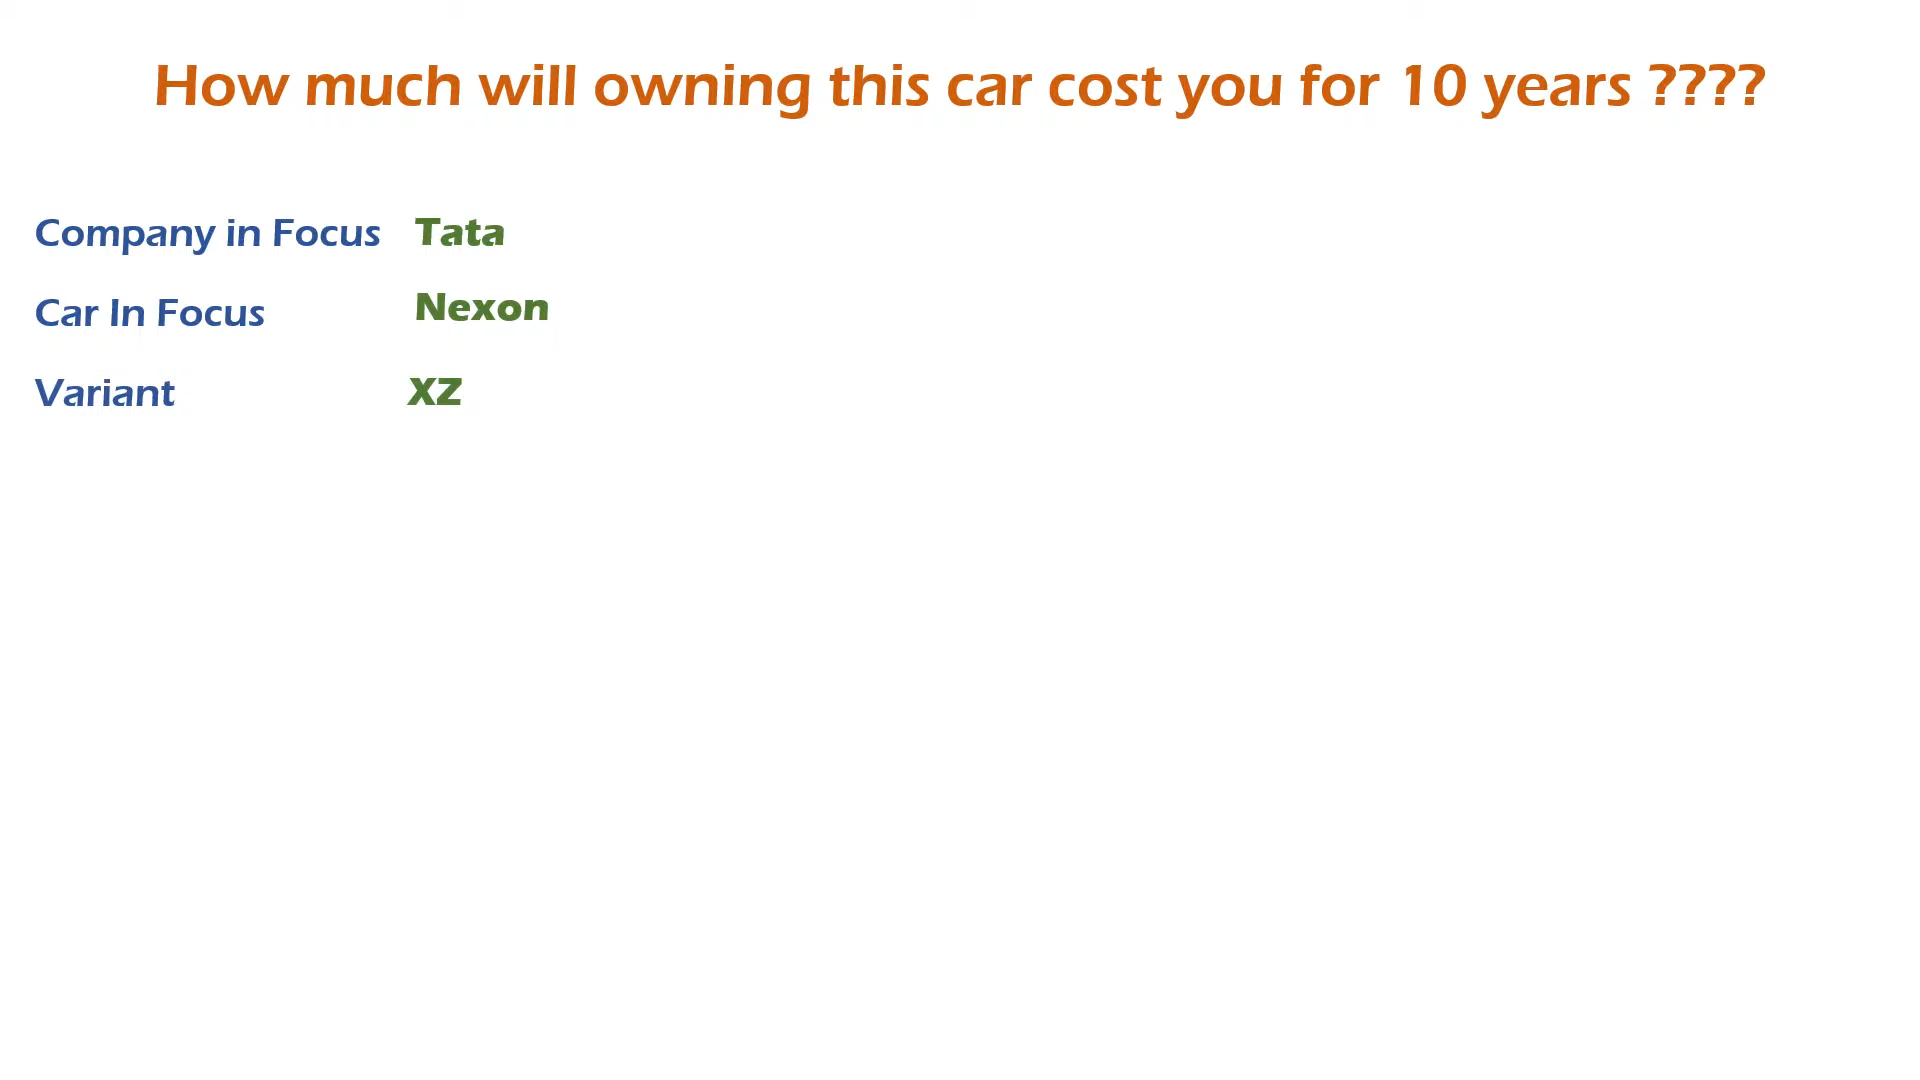 How much will owning this car cost you for 10 years ????
Company in Focus Tata
Car In Focus Nexon
Variant XZ